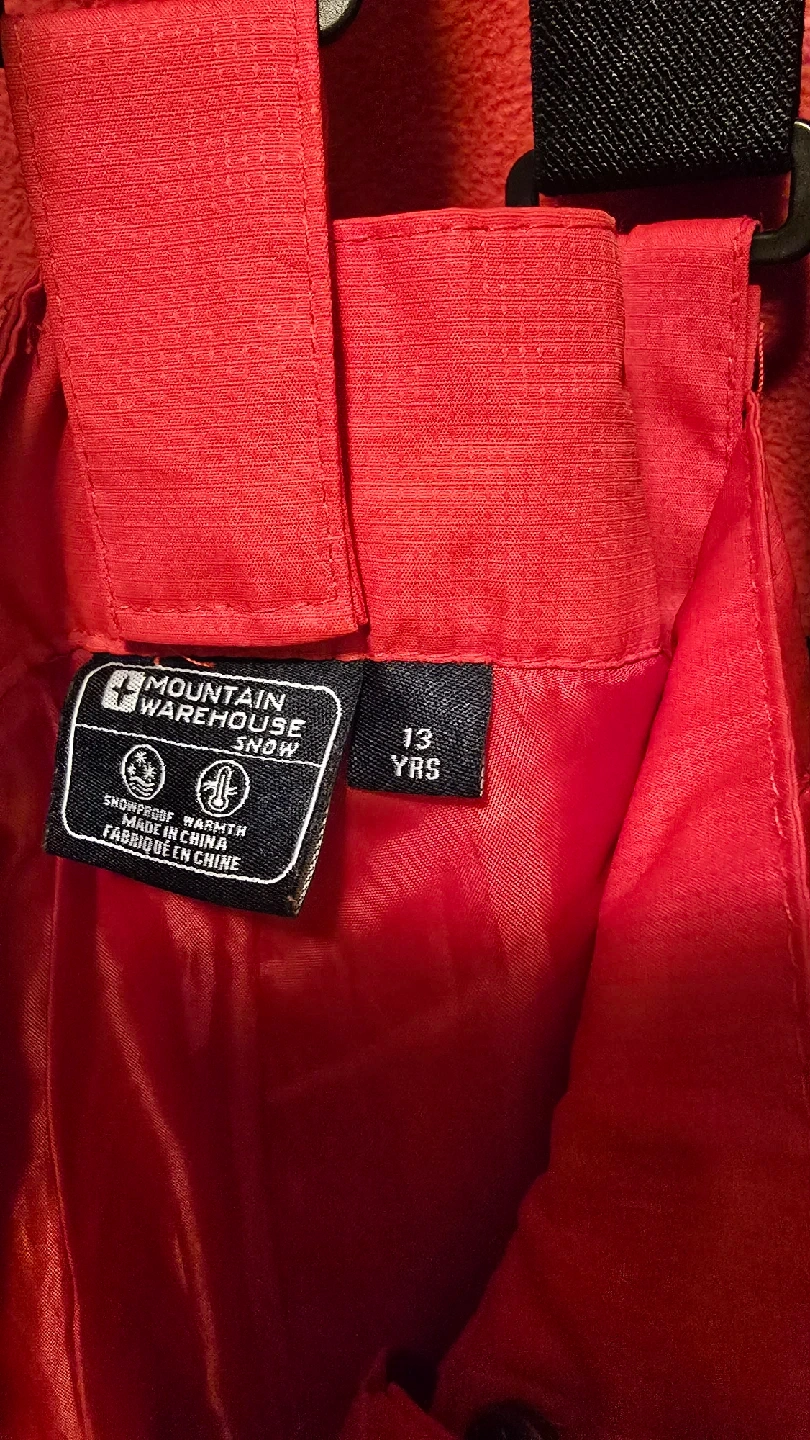 MOUNTAIN
WAREHOUSE
SNOW
SNOWPROOF WARMTH
MADE IN CHINA
FABRIQUÉ EN CHINE
13
YRS